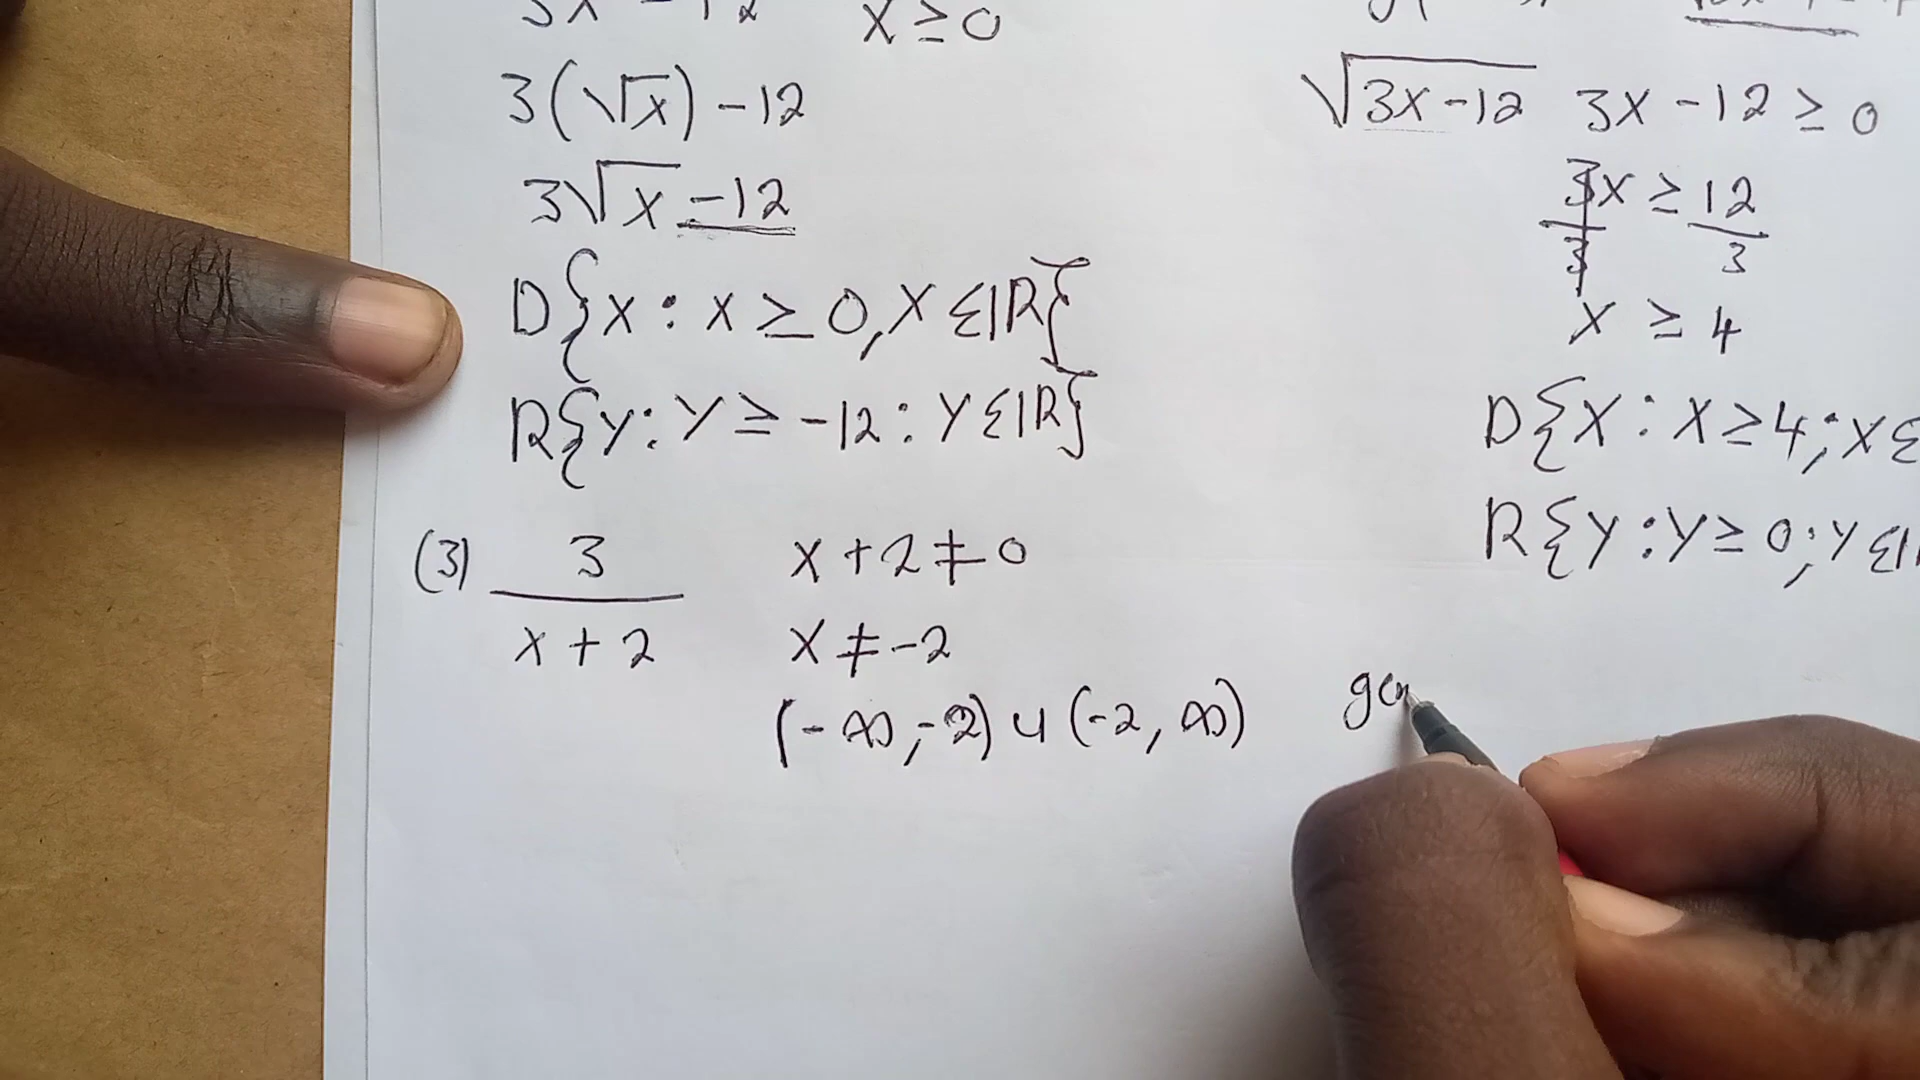 3x - 12 x ≥ 0
3(√x) - 12
3√x - 12
D{x : x ≥ 0, x ∈ ℝ}
R{y : y ≥ -12 : y ∈ ℝ}
(3) 3 x + 2 ≠ 0
x + 2 x ≠ -2
(-∞, -2) ∪ (-2, ∞)
√3x - 12 3x - 12 ≥ 0
3x ≥ 12
3 3
x ≥ 4
D{x : x ≥ 4; x ∈
R{y : y ≥ 0; y ∈